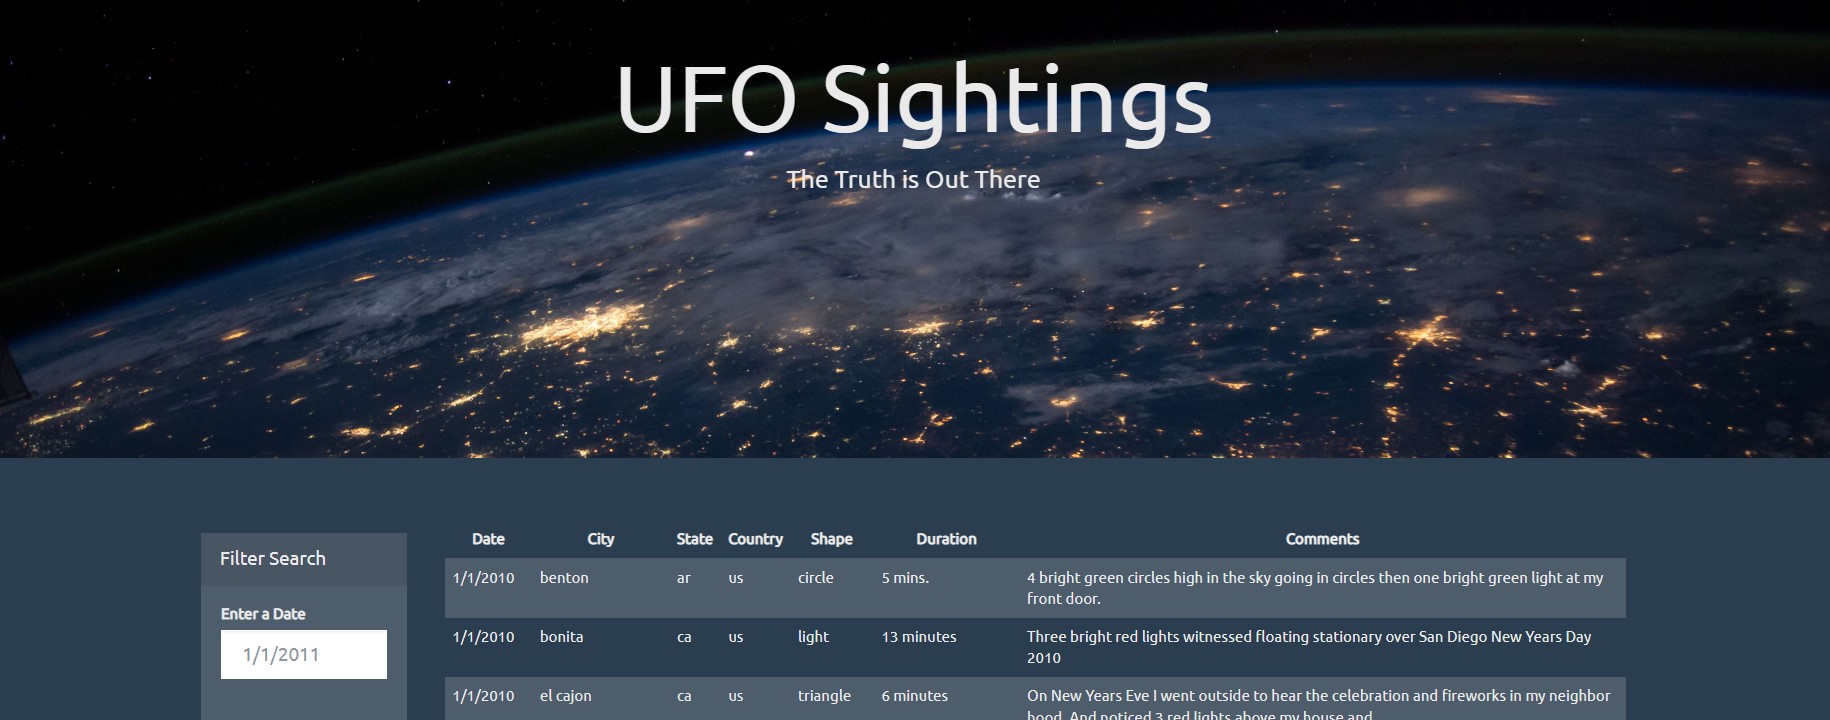 UFO Sightings
The Truth is Out There
Filter Search
Enter a Date
1/1/2011
Date City State Country Shape Duration Comments
1/1/2010 benton ar us circle 5 mins. 4 bright green circles high in the sky going in circles then one bright green light at my
front door.
1/1/2010 bonita ca us light 13 minutes Three bright red lights witnessed floating stationary over San Diego New Years Day
2010
1/1/2010 el cajon ca us triangle 6 minutes On New Years Eve I went outside to hear the celebration and fireworks in my neighbor
hood. And noticed 3 red lights above my house and